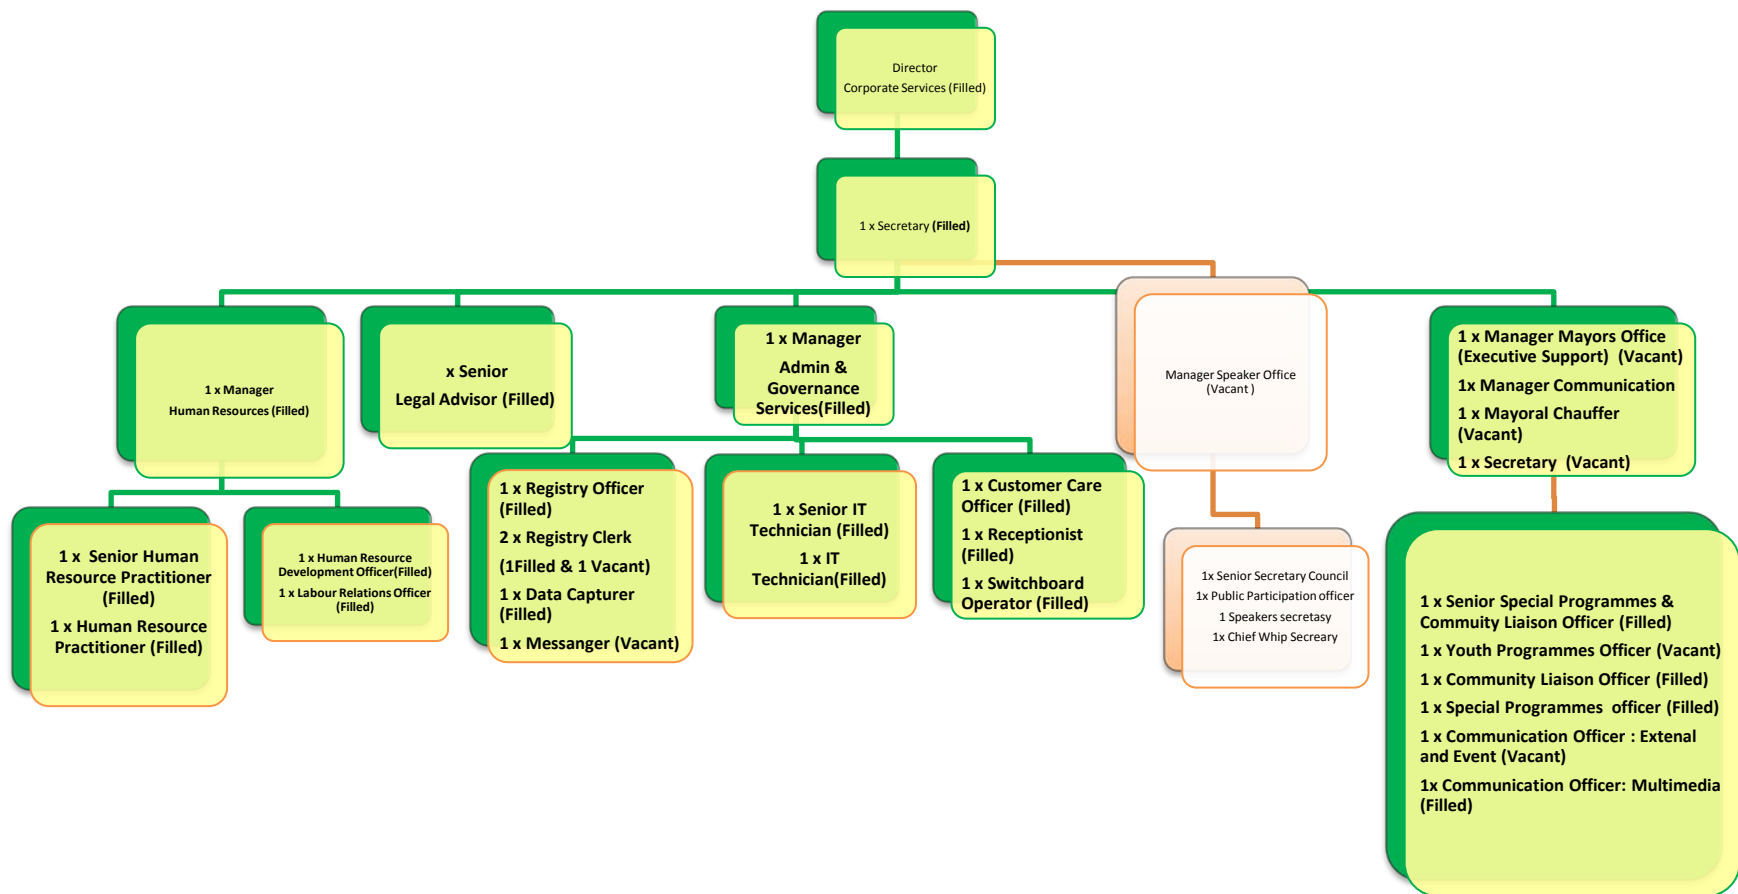 Director
Corporate Services (Filled)
1 x Secretary (Filled)
1 x Manager
Human Resources (Filled)
x Senior
Legal Advisor (Filled)
1 x Manager
Admin &
Governance
Services(Filled)
Manager Speaker Office
(Vacant )
1 x Manager Mayors Office
(Executive Support)  (Vacant)
1x Manager Communication
1 x Mayoral Chauffer
(Vacant)
1 x Secretary  (Vacant)
1 x  Senior Human
Resource Practitioner
(Filled)
1 x Human Resource
Practitioner (Filled)
1 x Human Resource
Development Officer(Filled)
1 x Labour Relations Officer
(Filled)
1 x Registry Officer
(Filled)
2 x Registry Clerk
(1Filled & 1 Vacant)
1 x Data Capturer
(Filled)
1 x Messanger (Vacant)
1 x Senior IT
Technician (Filled)
1 x IT
Technician(Filled)
1 x Customer Care
Officer (Filled)
1 x Receptionist
(Filled)
1 x Switchboard
Operator (Filled)
1x Senior Secretary Council
1x Public Participation officer
1 Speakers secretasy
1x Chief Whip Secreary
1 x Senior Special Programmes &
Commuity Liaison Officer (Filled)
1 x Youth Programmes Officer (Vacant)
1 x Community Liaison Officer (Filled)
1 x Special Programmes  officer (Filled)
1 x Communication Officer : Extenal
and Event (Vacant)
1x Communication Officer: Multimedia
(Filled)